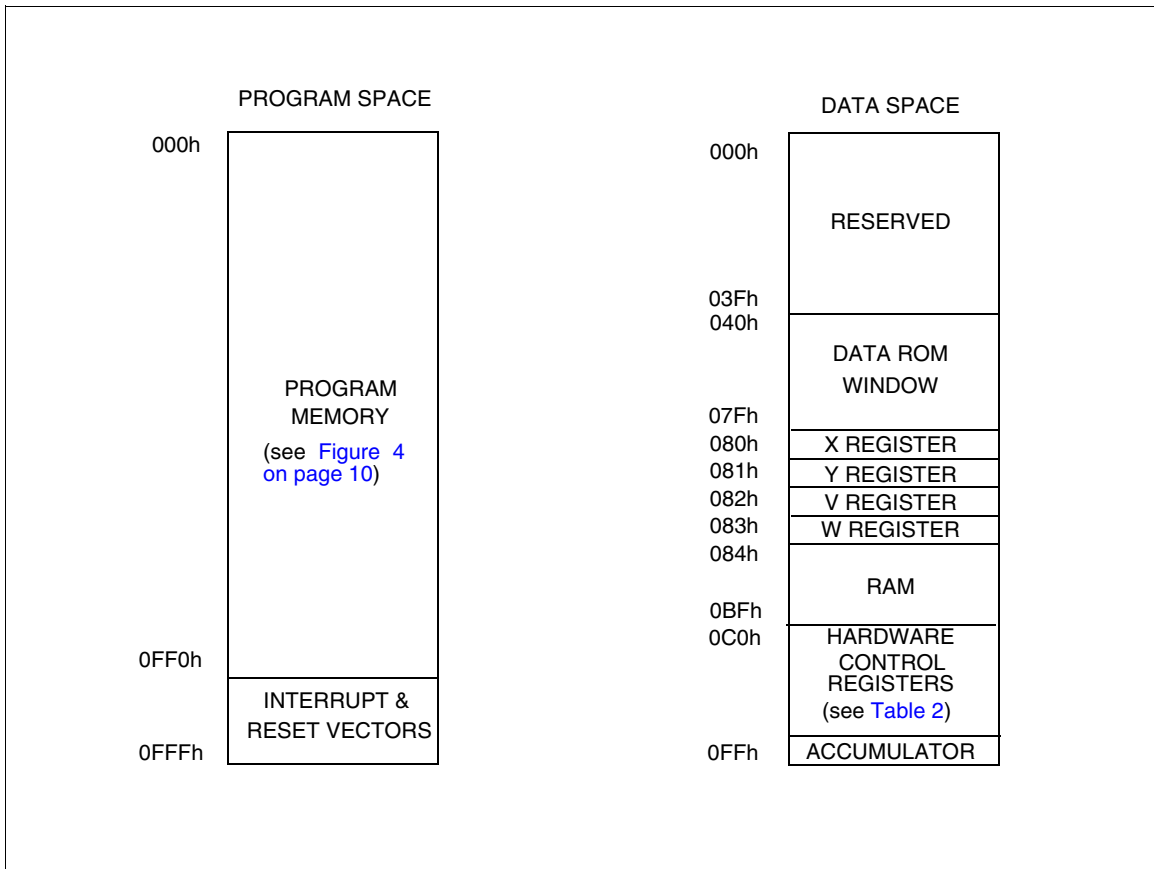 PROGRAM SPACE
000h
PROGRAM
MEMORY
(see Figure 4
on page 10)
0FF0h
INTERRUPT &
RESET VECTORS
0FFFh
DATA SPACE
000h
RESERVED
03Fh
040h
DATA ROM
WINDOW
07Fh
080h X REGISTER
081h Y REGISTER
082h V REGISTER
083h W REGISTER
084h
RAM
0BFh
0C0h HARDWARE
CONTROL
REGISTERS
(see Table 2)
0FFh ACCUMULATOR